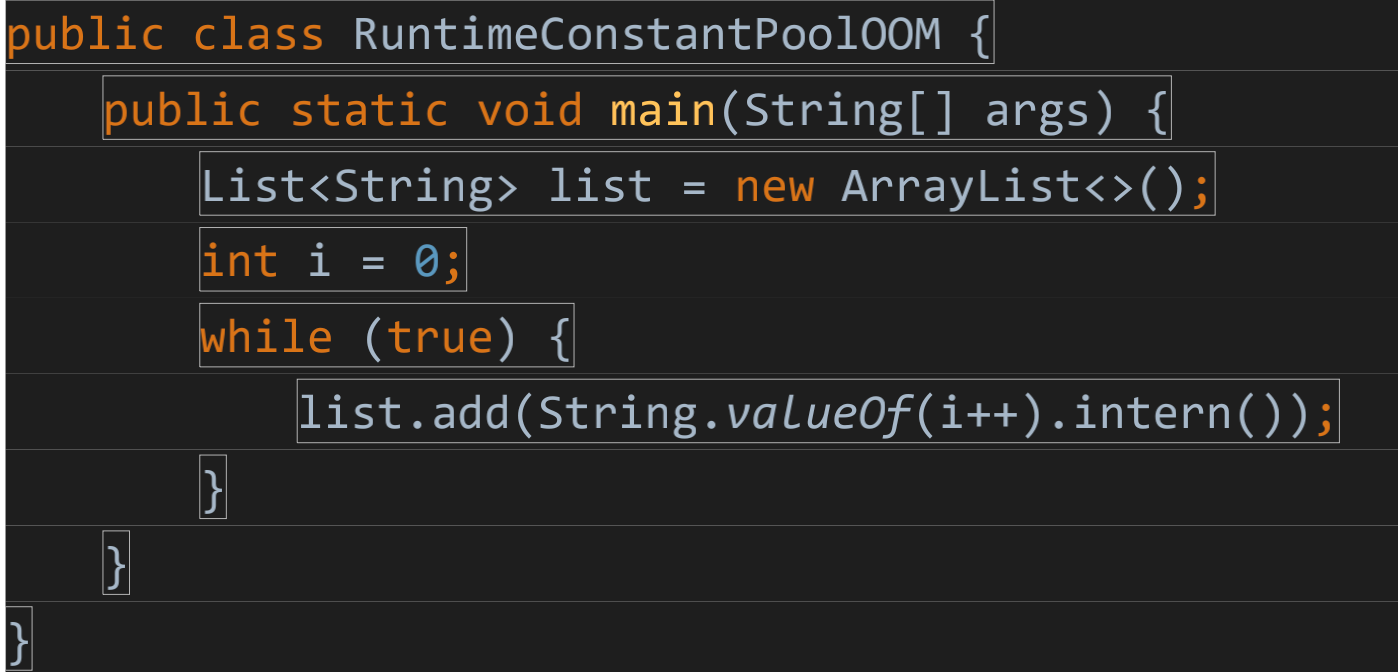 public class RuntimeConstantPoolOOM {
    public static void main(String[] args) {
        List<String> list = new ArrayList<>();
        int i = 0;
        while (true) {
            list.add(String.valueOf(i++).intern());
        }
    }
}